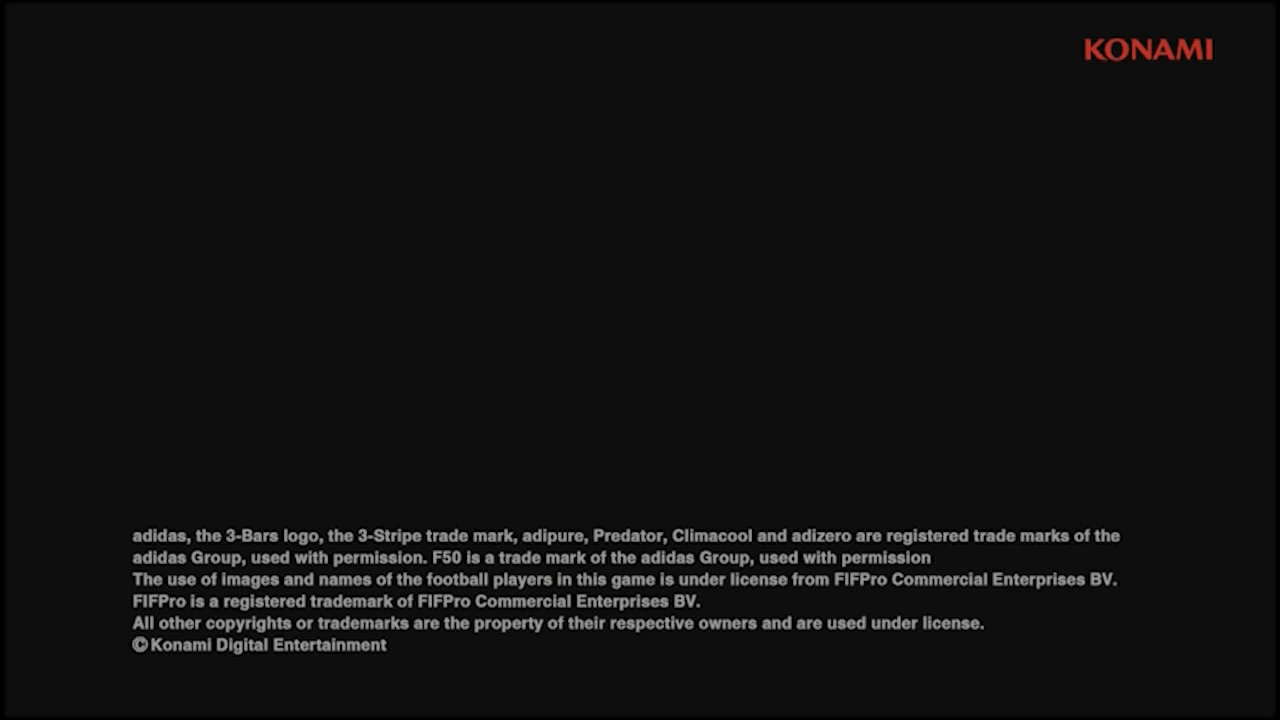 KONAMI
adidas, the 3-Bars logo, the 3-Stripe trade mark, adipure, Predator, Climacool and adizero are registered trade marks of the
adidas Group, used with permission. F50 is a trade mark of the adidas Group, used with permission
The use of images and names of the football players in this game is under license from FIFPro Commercial Enterprises BV.
FIFPro is a registered trademark of FIFPro Commercial Enterprises BV.
All other copyrights or trademarks are the property of their respective owners and are used under license.
©Konami Digital Entertainment